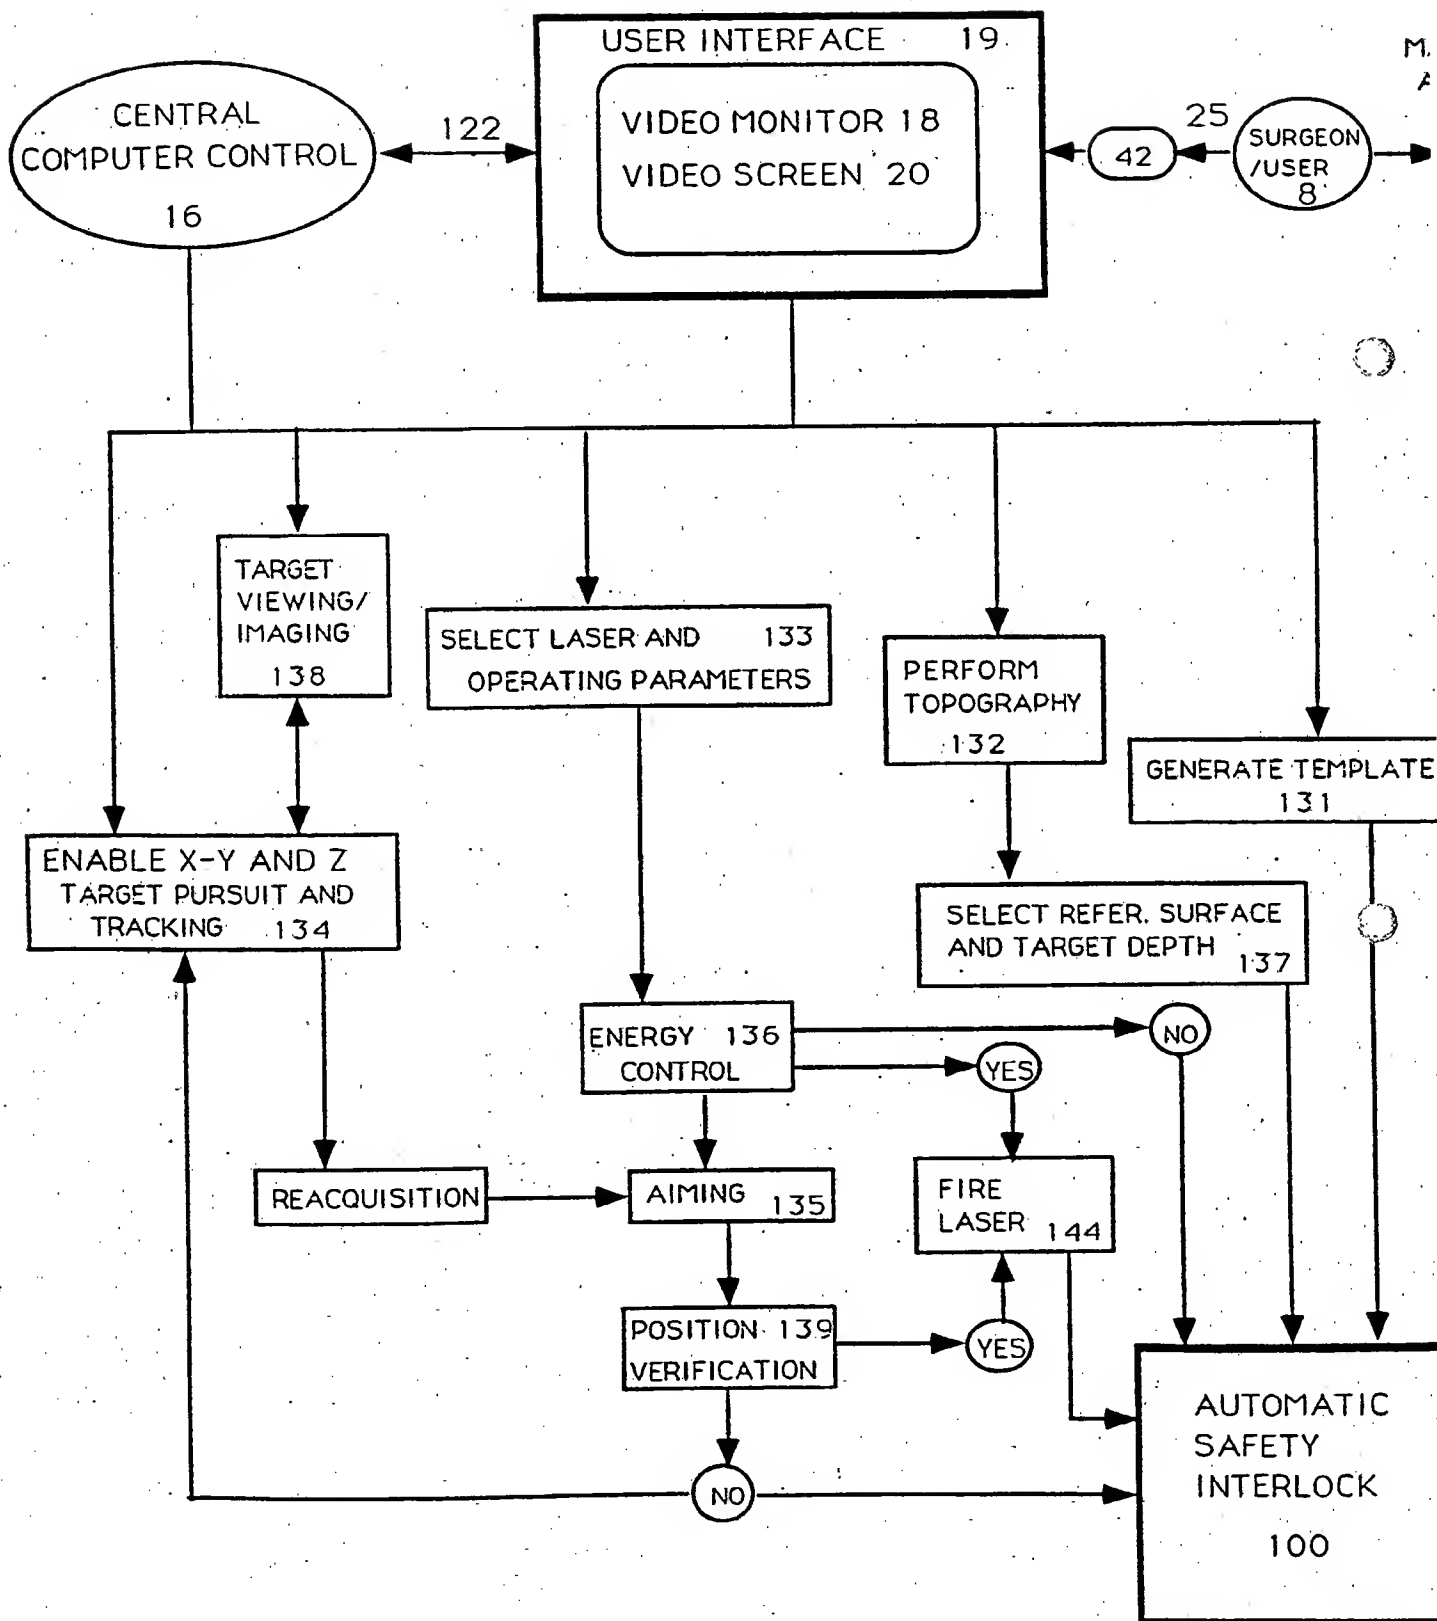 USER INTERFACE 19
M.
CENTRAL
COMPUTER CONTROL
16
122
VIDEO MONITOR 18
VIDEO SCREEN 20
42
25
SURGEON
/USER
8
TARGET
VIEWING/
IMAGING
138
SELECT LASER AND 133
OPERATING PARAMETERS
PERFORM
TOPOGRAPHY
132
GENERATE TEMPLATE
131
ENABLE X-Y AND Z
TARGET PURSUIT AND
TRACKING 134
SELECT REFER. SURFACE
AND TARGET DEPTH
137
ENERGY 136
CONTROL
NO
YES
REACQUISITION
AIMING 135
FIRE
LASER 144
POSITION 139
VERIFICATION
YES
NO
AUTOMATIC
SAFETY
INTERLOCK
100